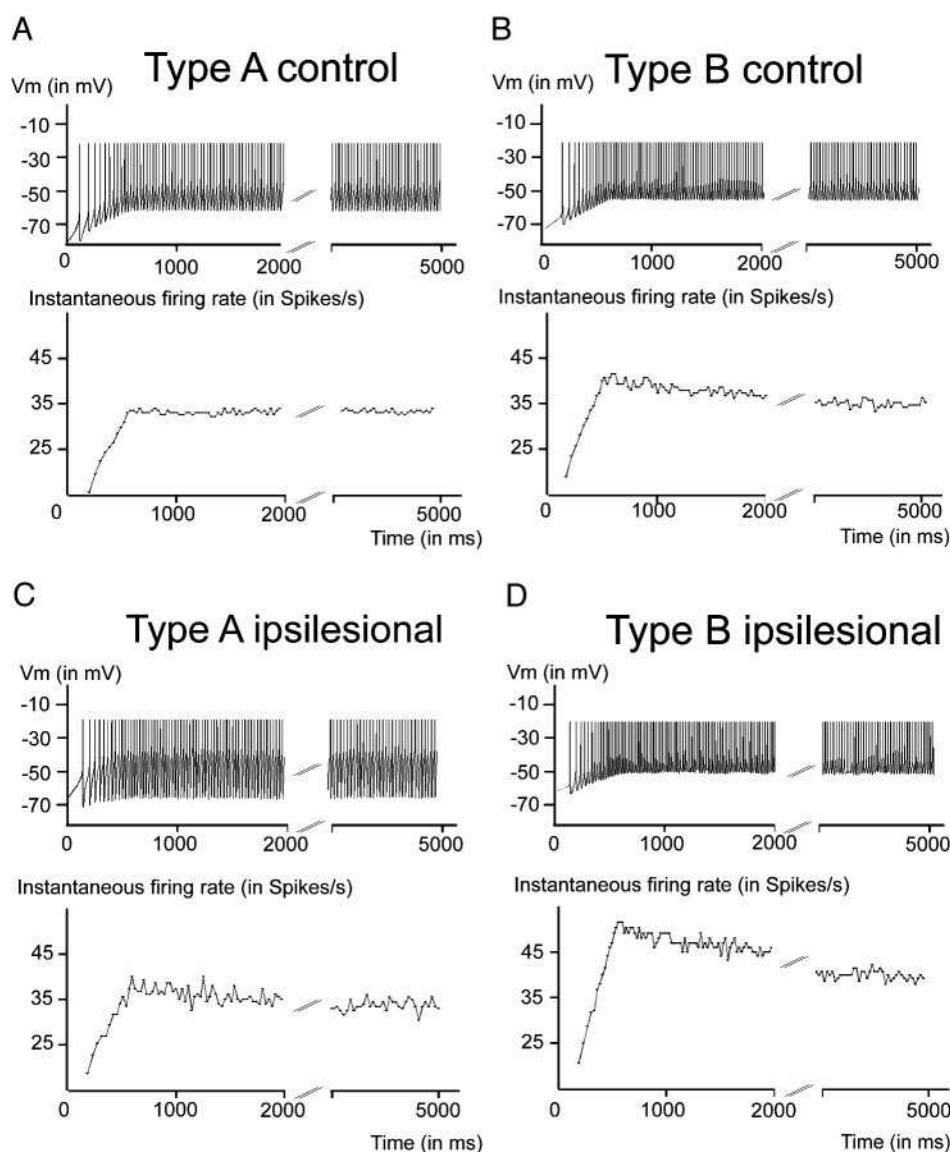 A
Type A control
Vm (in mV)
-10
-30
-50
-70
0 1000 2000 5000
Instantaneous firing rate (in Spikes/s)
45
35
25
0 1000 2000 5000
Time (in ms)
B
Type B control
Vm (in mV)
-10
-30
-50
-70
0 1000 2000 5000
Instantaneous firing rate (in Spikes/s)
45
35
25
0 1000 2000 5000
Time (in ms)
C
Type A ipsilesional
Vm (in mV)
-10
-30
-50
-70
0 1000 2000 5000
Instantaneous firing rate (in Spikes/s)
45
35
25
0 1000 2000 5000
Time (in ms)
D
Type B ipsilesional
Vm (in mV)
-10
-30
-50
-70
0 1000 2000 5000
Instantaneous firing rate (in Spikes/s)
45
35
25
0 1000 2000 5000
Time (in ms)